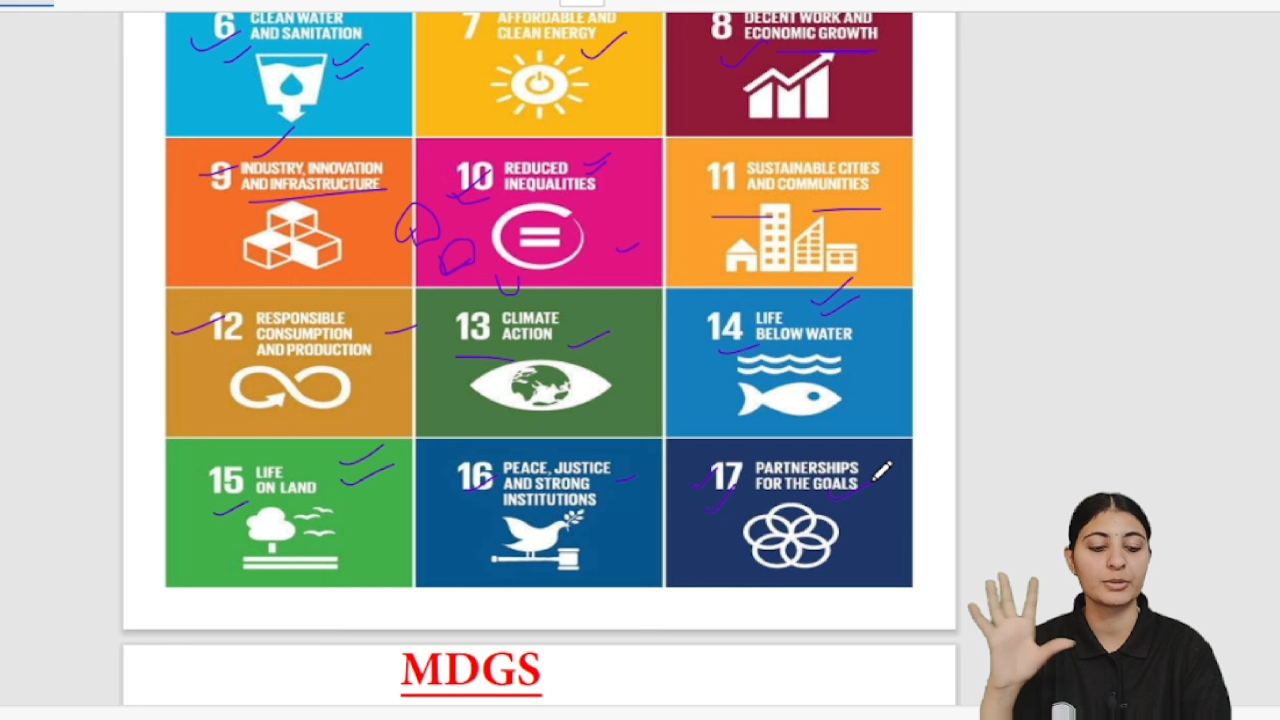 6 CLEAN WATER
AND SANITATION
7 AFFORDABLE AND
CLEAN ENERGY
8 DECENT WORK AND
ECONOMIC GROWTH
9 INDUSTRY, INNOVATION
AND INFRASTRUCTURE
10 REDUCED
INEQUALITIES
11 SUSTAINABLE CITIES
AND COMMUNITIES
12 RESPONSIBLE
CONSUMPTION
AND PRODUCTION
13 CLIMATE
ACTION
14 LIFE
BELOW WATER
15 LIFE
ON LAND
16 PEACE, JUSTICE
AND STRONG
INSTITUTIONS
17 PARTNERSHIPS
FOR THE GOALS
MDGS